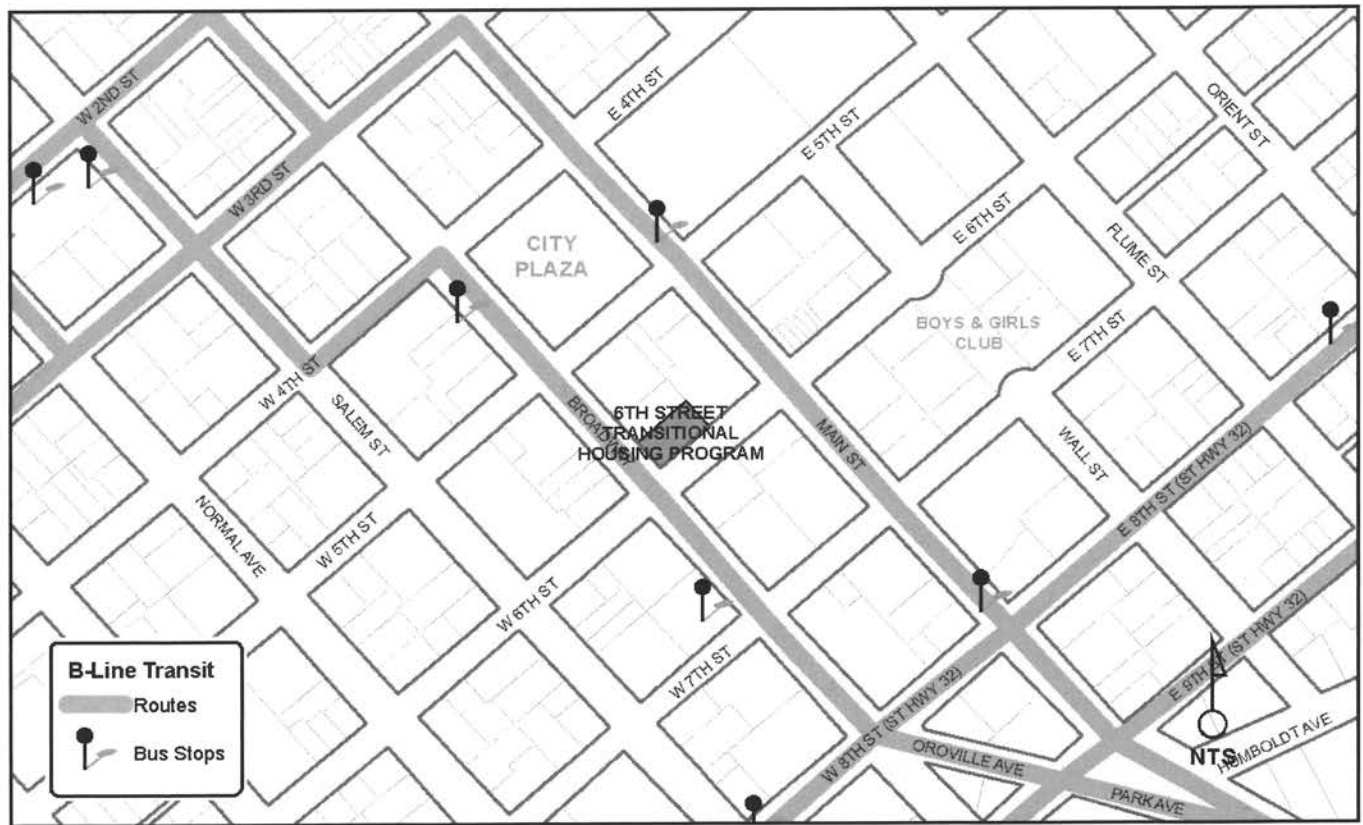 W 2ND ST
W 3RD ST
E 4TH ST
E 5TH ST
ORIENT ST
E 6TH ST
FLUME ST
CITY
PLAZA
BOYS & GIRLS
CLUB
E 7TH ST
W 4TH ST
SALEM ST
BROADWAY
6TH STREET
TRANSITIONAL
HOUSING PROGRAM
MAIN ST
WALL ST
E 8TH ST (ST HWY 32)
NORMAL AVE
W 5TH ST
W 6TH ST
W 7TH ST
E 9TH ST (ST HWY 32)
W 8TH ST (ST HWY 32)
OROVILLE AVE
PARK AVE
HUMBOLDT AVE
NTS
B-Line Transit
Routes
Bus Stops